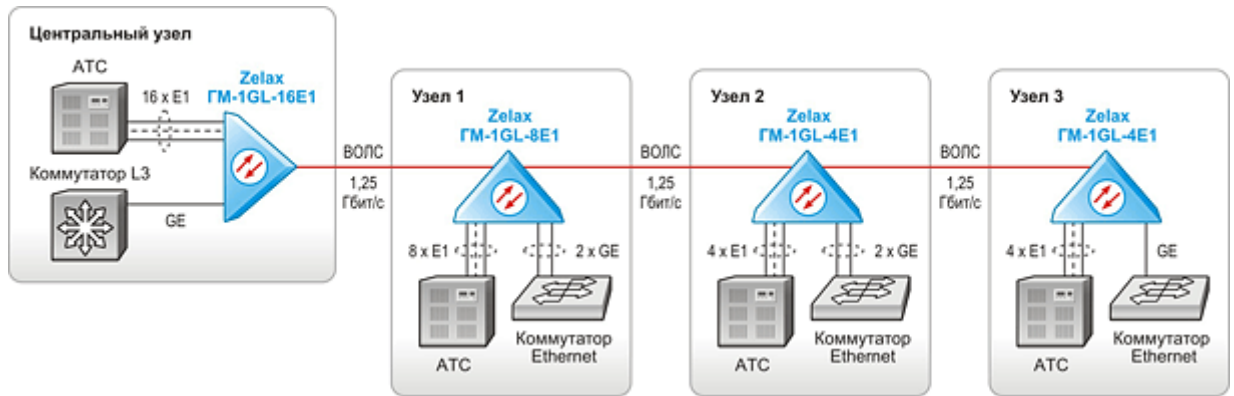 Центральный узел
АТС
16 x E1
Zelax
ГМ-1GL-16E1
Коммутатор L3
GE
ВОЛС
1,25
Гбит/с
Узел 1
Zelax
ГМ-1GL-8E1
8 x E1
2 x GE
АТС
Коммутатор
Ethernet
ВОЛС
1,25
Гбит/с
Узел 2
Zelax
ГМ-1GL-4E1
4 x E1
2 x GE
АТС
Коммутатор
Ethernet
ВОЛС
1,25
Гбит/с
Узел 3
Zelax
ГМ-1GL-4E1
4 x E1
GE
АТС
Коммутатор
Ethernet